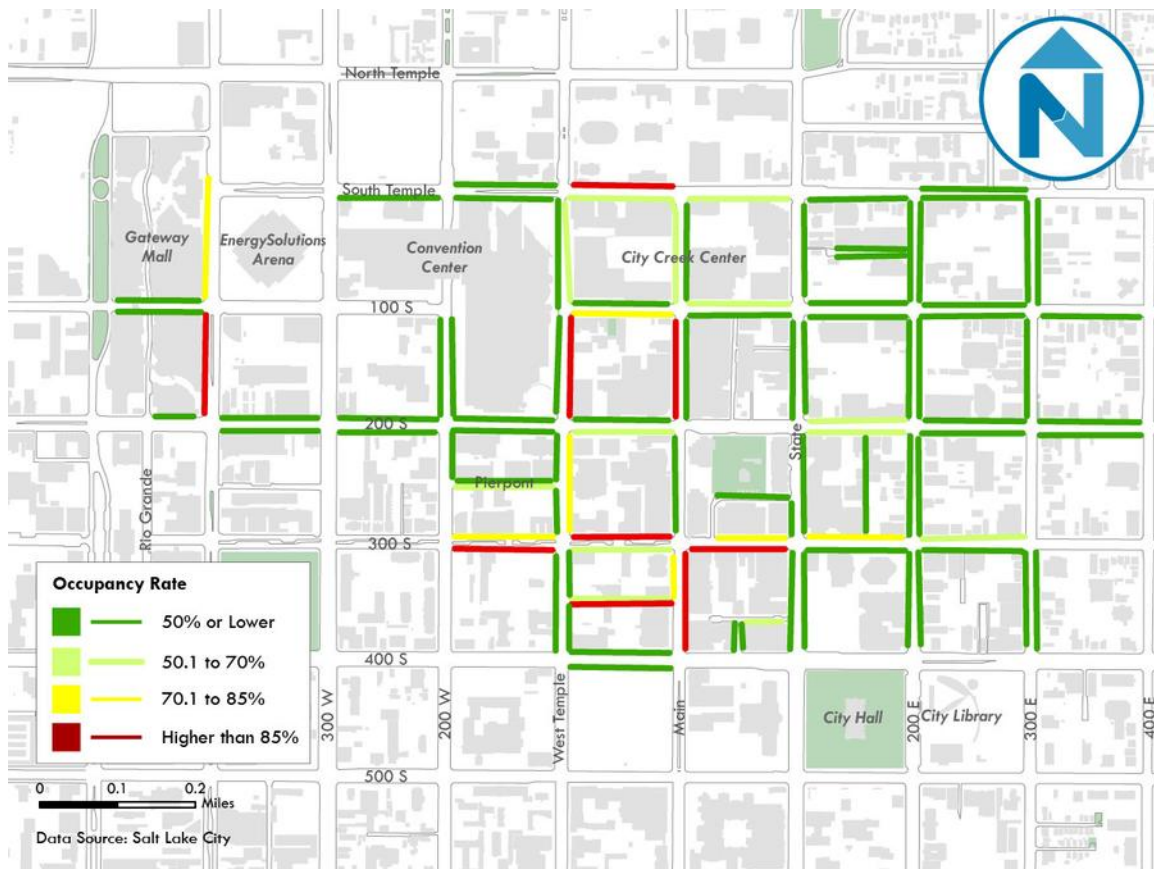 N
North Temple
South Temple
Gateway
Mall
EnergySolutions
Arena
Convention
Center
City Creek Center
100 S
200 S
State
Pierpont
Rio Grande
300 S
Occupancy Rate
50% or Lower
50.1 to 70%
70.1 to 85%
Higher than 85%
400 S
300 W
200 W
West Temple
Main
City Hall
200 E
City Library
300 E
400 E
500 S
0 0.1 0.2
Miles
Data Source: Salt Lake City